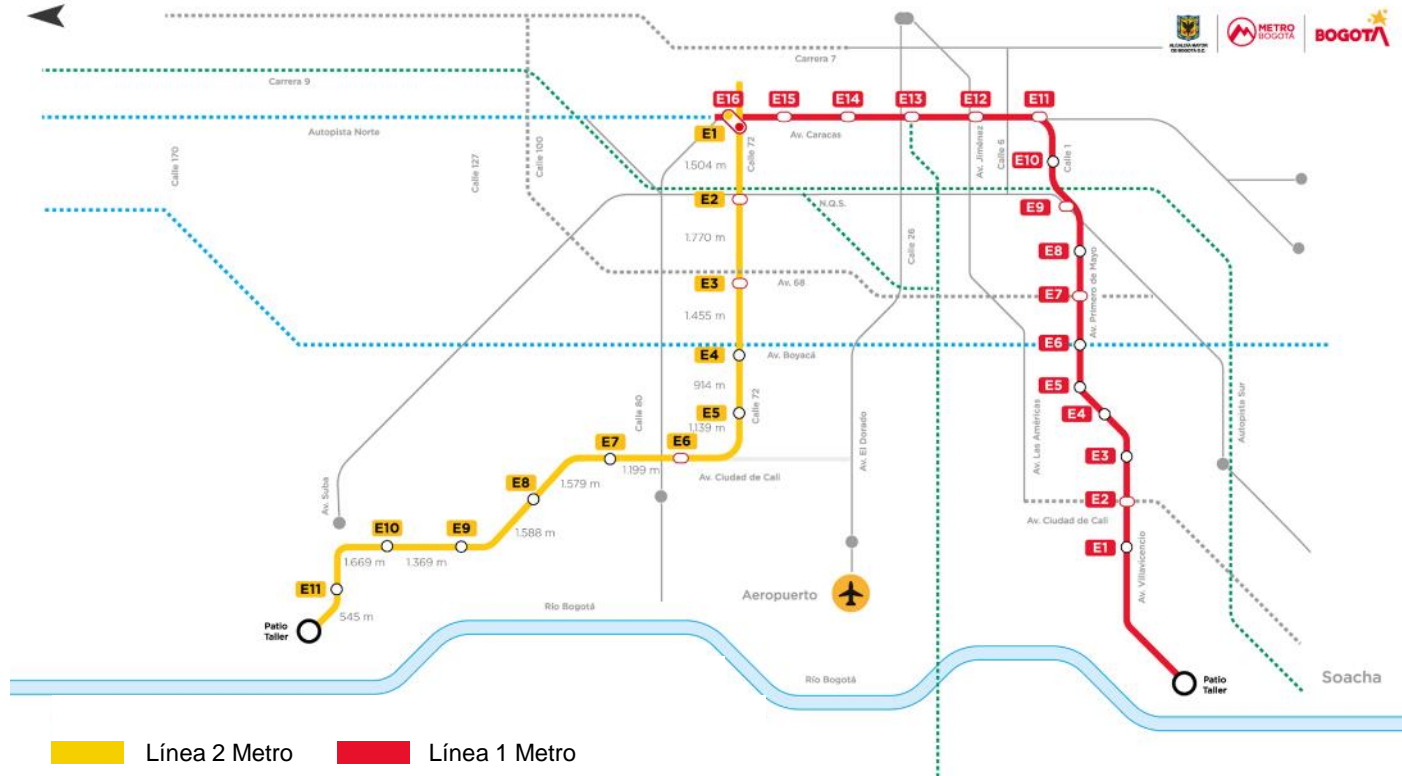 ALCALDÍA MAYOR
DE BOGOTÁ D.C.
METRO
BOGOTÁ
BOGOTÁ
Carrera 7
Carrera 9
Autopista Norte
Calle 170
Calle 127
Calle 100
E16
E15
E14
E13
E12
E11
Av. Caracas
E1
1.504 m
Calle 72
Av. Jiménez
Calle 6
Calle 1
E10
E2
N.Q.S.
E9
1.770 m
Calle 26
E8
E3
Av. 68
E7
Av. Primero de Mayo
1.455 m
E4
Av. Boyacá
E6
914 m
E5
Calle 72
E5
1.139 m
Calle 80
E4
Autopista Sur
E7
E6
Av. El Dorado
Av. Las Américas
E3
1.199 m
Av. Ciudad de Cali
E8
1.579 m
Av. Suba
E2
Av. Ciudad de Cali
1.588 m
E10
E9
E1
1.669 m
1.369 m
Av. Villavicencio
E11
545 m
Aeropuerto
Río Bogotá
Patio
Taller
Río Bogotá
Patio
Taller
Soacha
Línea 2 Metro
Línea 1 Metro